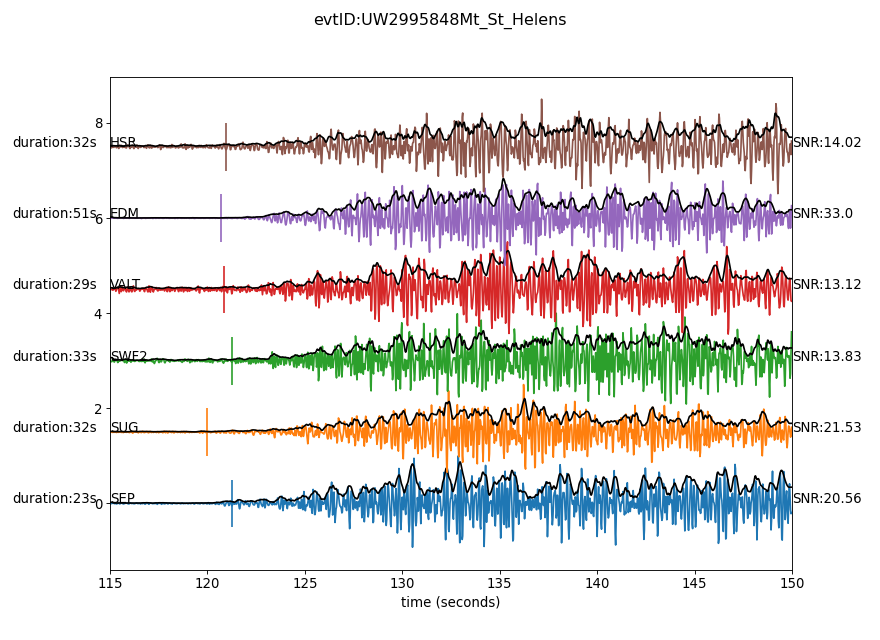 evtID:UW2995848Mt_St_Helens
8
duration:32s HSR SNR:14.02
duration:51s EDM SNR:33.0
6
duration:29s VALT SNR:13.12
4
duration:33s SWF2 SNR:13.83
2
duration:32s SUG SNR:21.53
duration:23s SEP SNR:20.56
0
115 120 125 130 135 140 145 150
time (seconds)